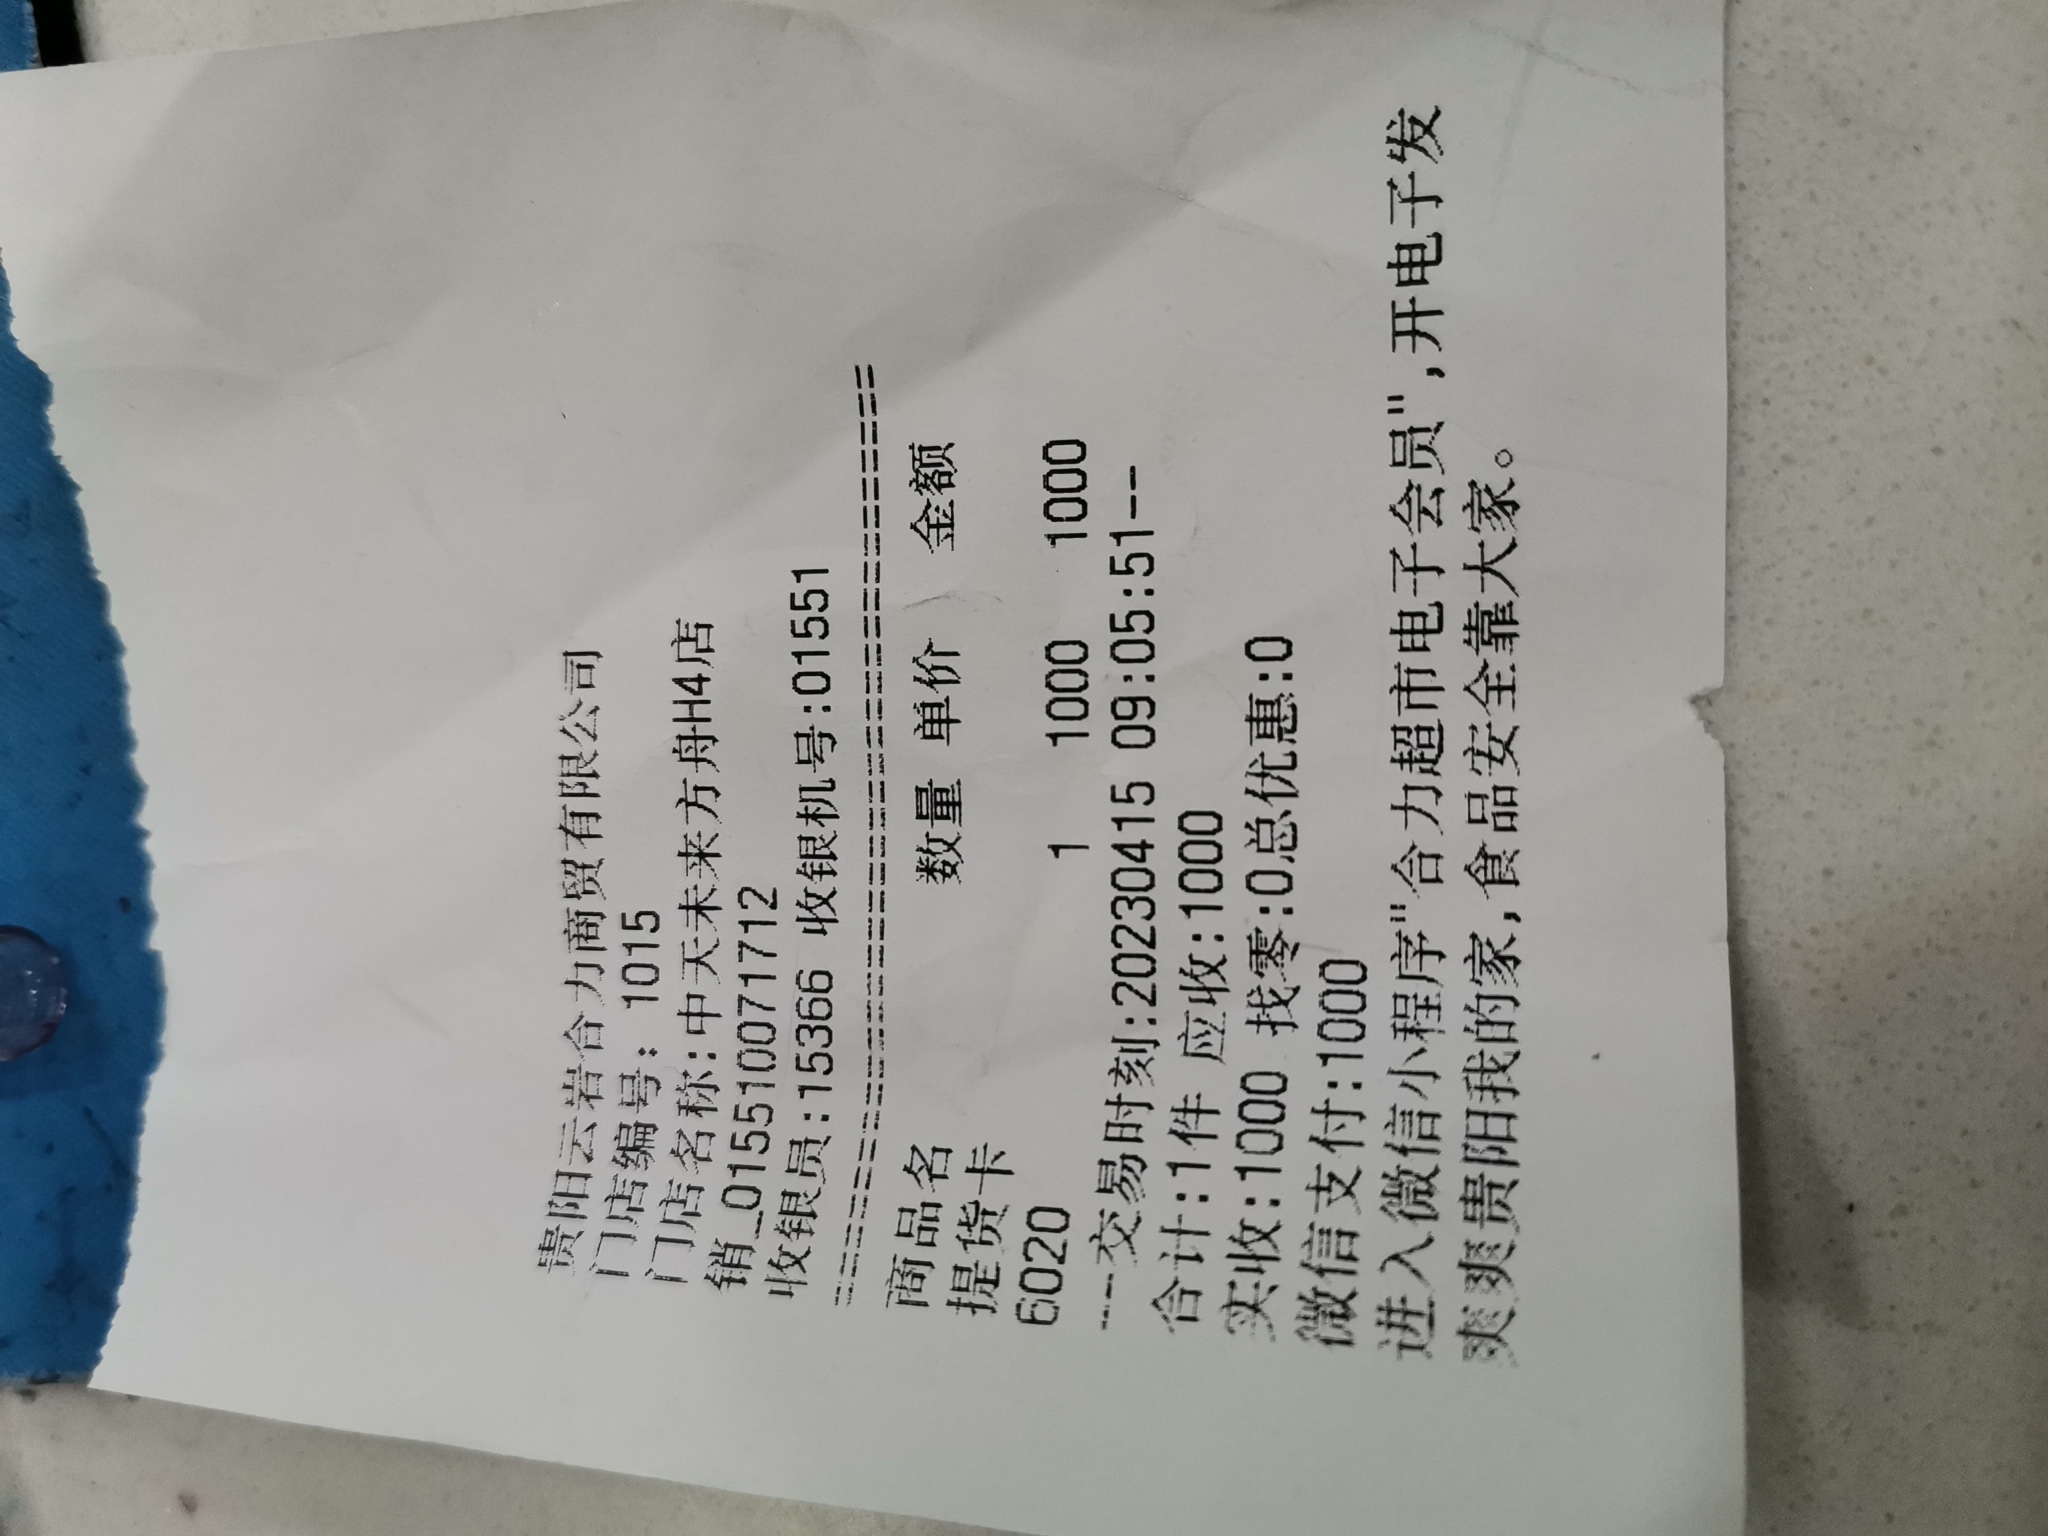 贵阳云岩合力商贸有限公司
门店编号: 1015
门店名称:中天未来方舟H4店
销_0155100071712
收银员:15366 收银机号:01551
================================
商品名 数量 单价 金额
提货卡
6020 1 1000 1000
---交易时刻:20230415 09:05:51--
合计:1件 应收:1000
实收:1000 找零:0总优惠:0
微信支付:1000
进入微信小程序"合力超市电子会员",开电子发
爽爽贵阳我的家,食品安全靠大家。